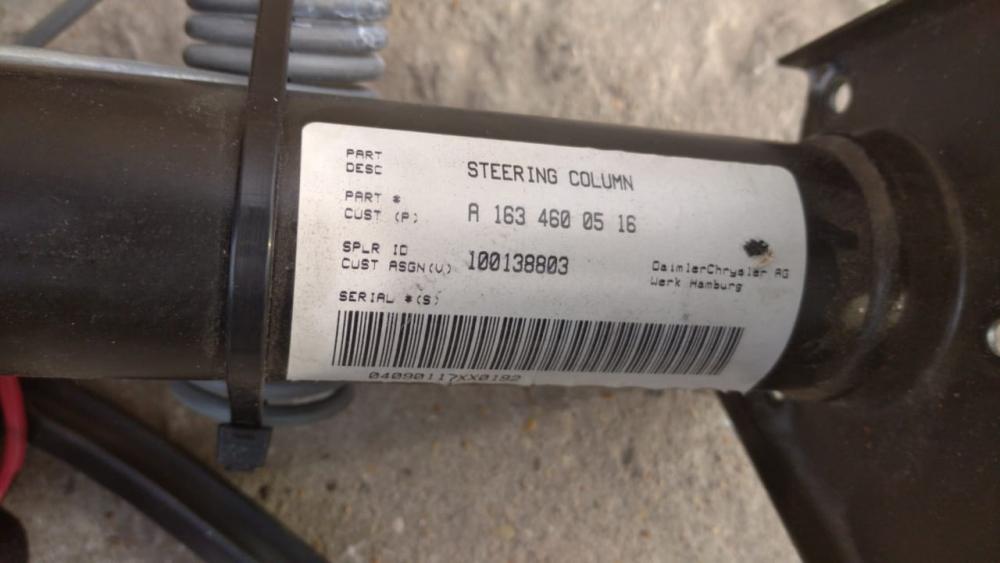 PART
DESC
STEERING COLUMN
PART #
CUST (P)
A 163 460 05 16
SPLR ID
CUST ASGN(V)
100138803
DaimlerChrysler AG
Werk Hamburg
SERIAL #(S)
04090117XX0192